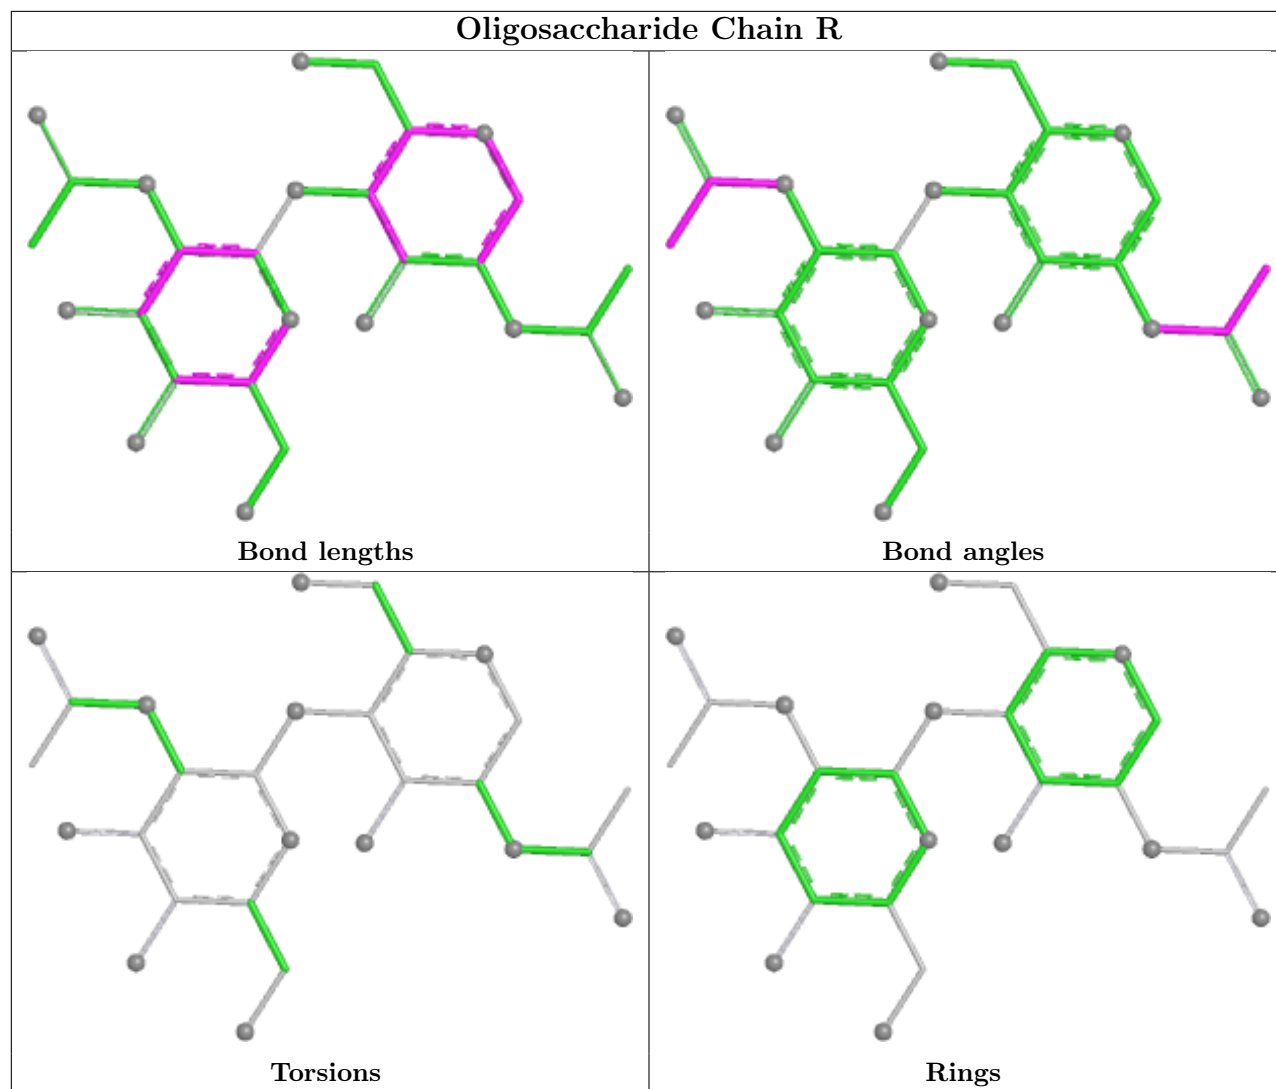 Oligosaccharide Chain R
Bond lengths
Bond angles
Torsions
Rings